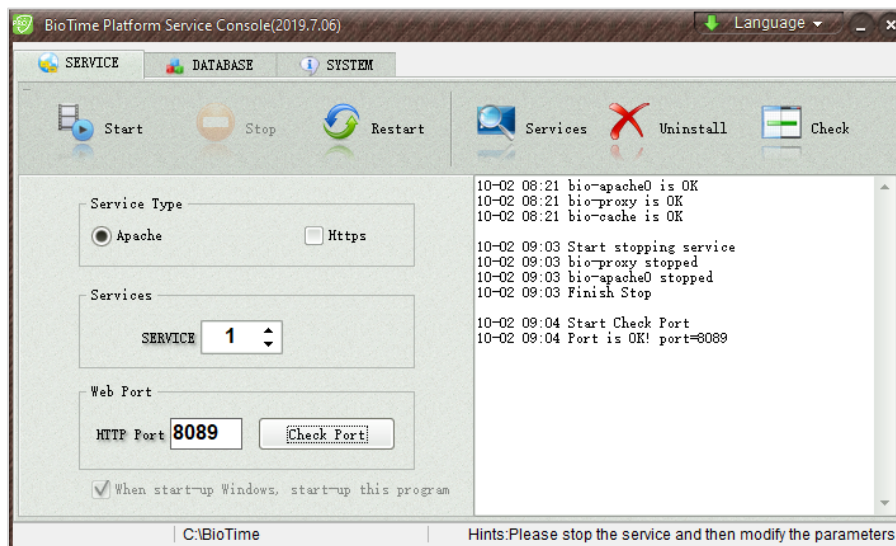 BioTime Platform Service Console(2019.7.06)
Language
SERVICE
DATABASE
SYSTEM
Start
Stop
Restart
Services
Uninstall
Check
Service Type
Apache
Https
Services
SERVICE 1
Web Port
HTTP Port 8089 Check Port
When start-up Windows, start-up this program
10-02 08:21 bio-apache0 is OK
10-02 08:21 bio-proxy is OK
10-02 08:21 bio-cache is OK
10-02 09:03 Start stopping service
10-02 09:03 bio-proxy stopped
10-02 09:03 bio-apache0 stopped
10-02 09:03 Finish Stop
10-02 09:04 Start Check Port
10-02 09:04 Port is OK! port=8089
C:\BioTime
Hints:Please stop the service and then modify the parameters